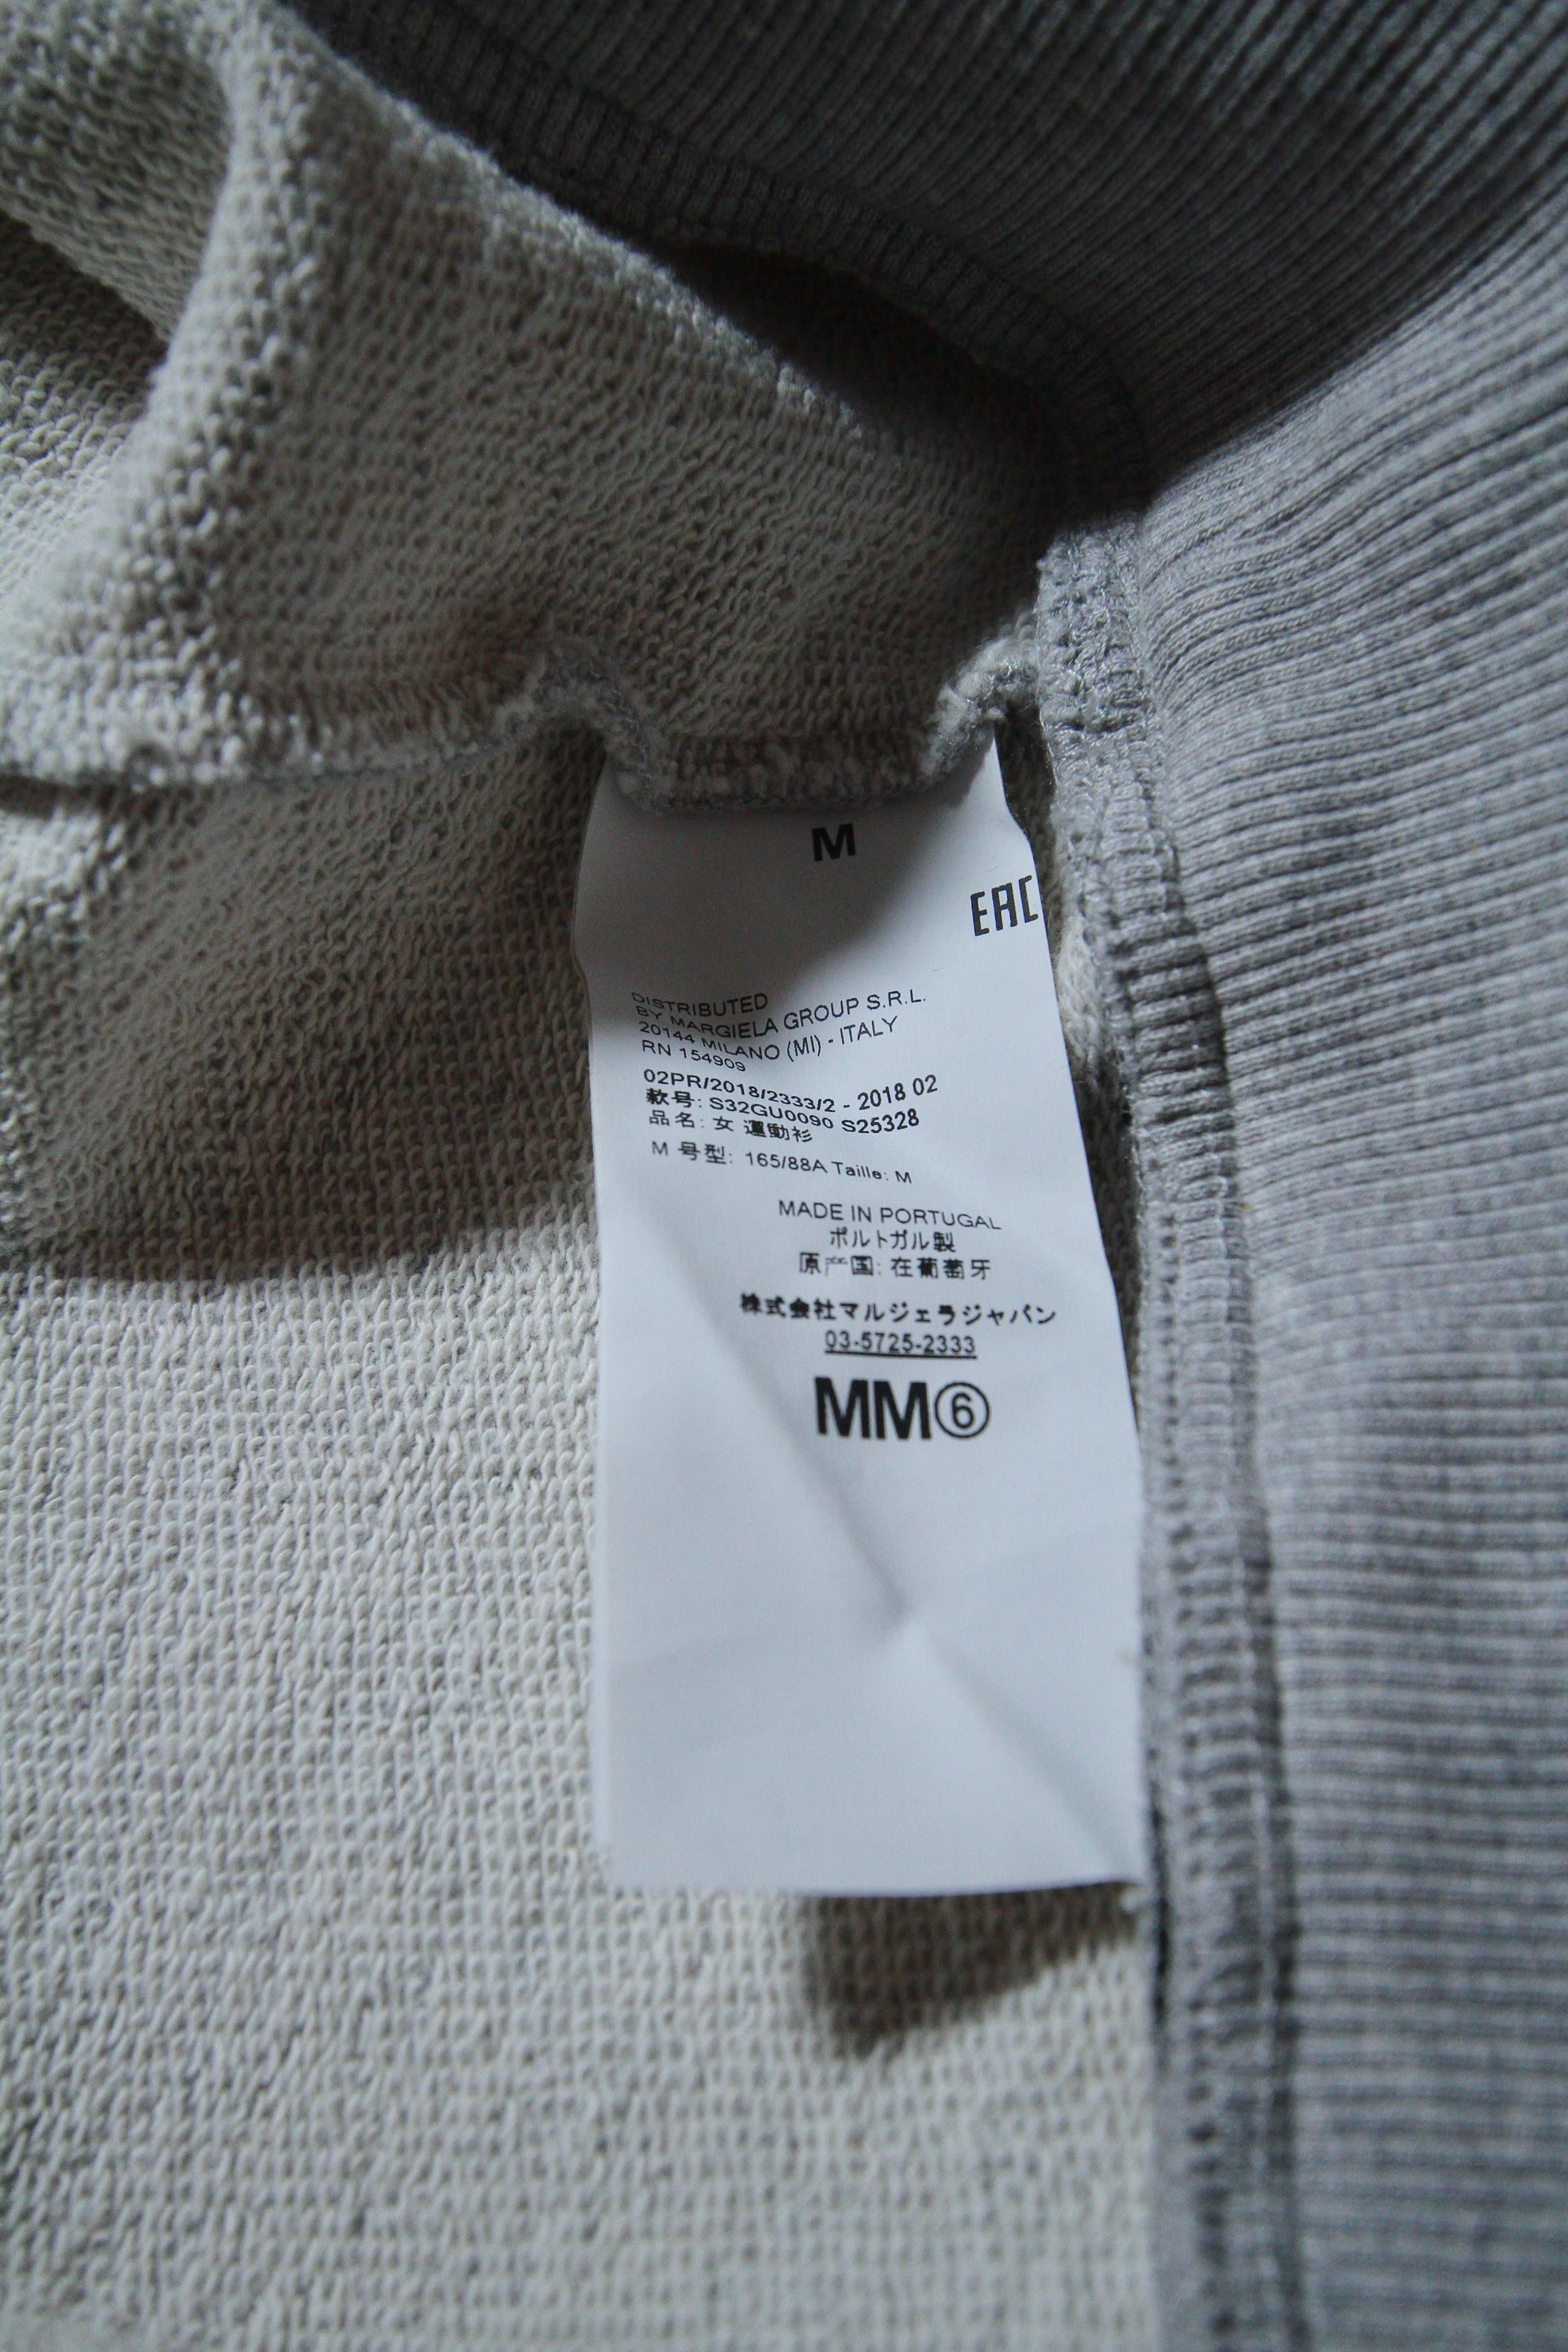 M
EAC
DISTRIBUTED
BY MARGIELA GROUP S.R.L.
20144 MILANO (MI) - ITALY
RN 154909
02PR/2018/2333/2 - 2018 02
款号: S32GU0090 S25328
品名: 女 運動衫
M 号型: 165/88A Taille: M
MADE IN PORTUGAL
ポルトガル製
原产国: 在葡萄牙
株式会社マルジェラジャパン
03-5725-2333
MM⑥